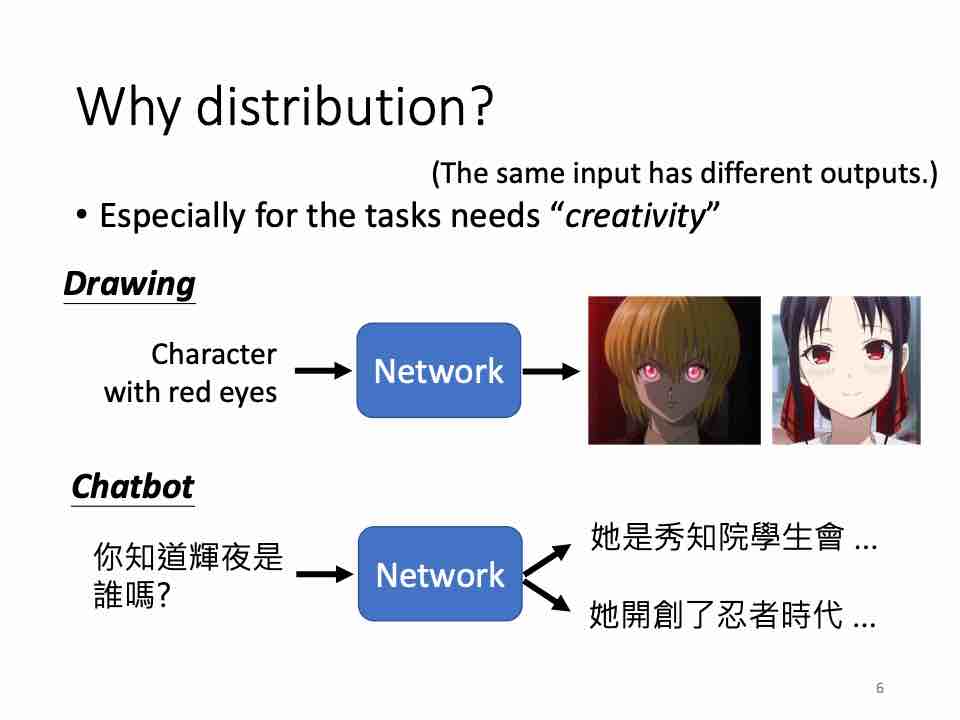 Why distribution?
(The same input has different outputs.)
• Especially for the tasks needs “creativity”
Drawing
Character
with red eyes
Network
Chatbot
你知道輝夜是
誰嗎?
Network
她是秀知院學生會 ...
她開創了忍者時代 ...
6